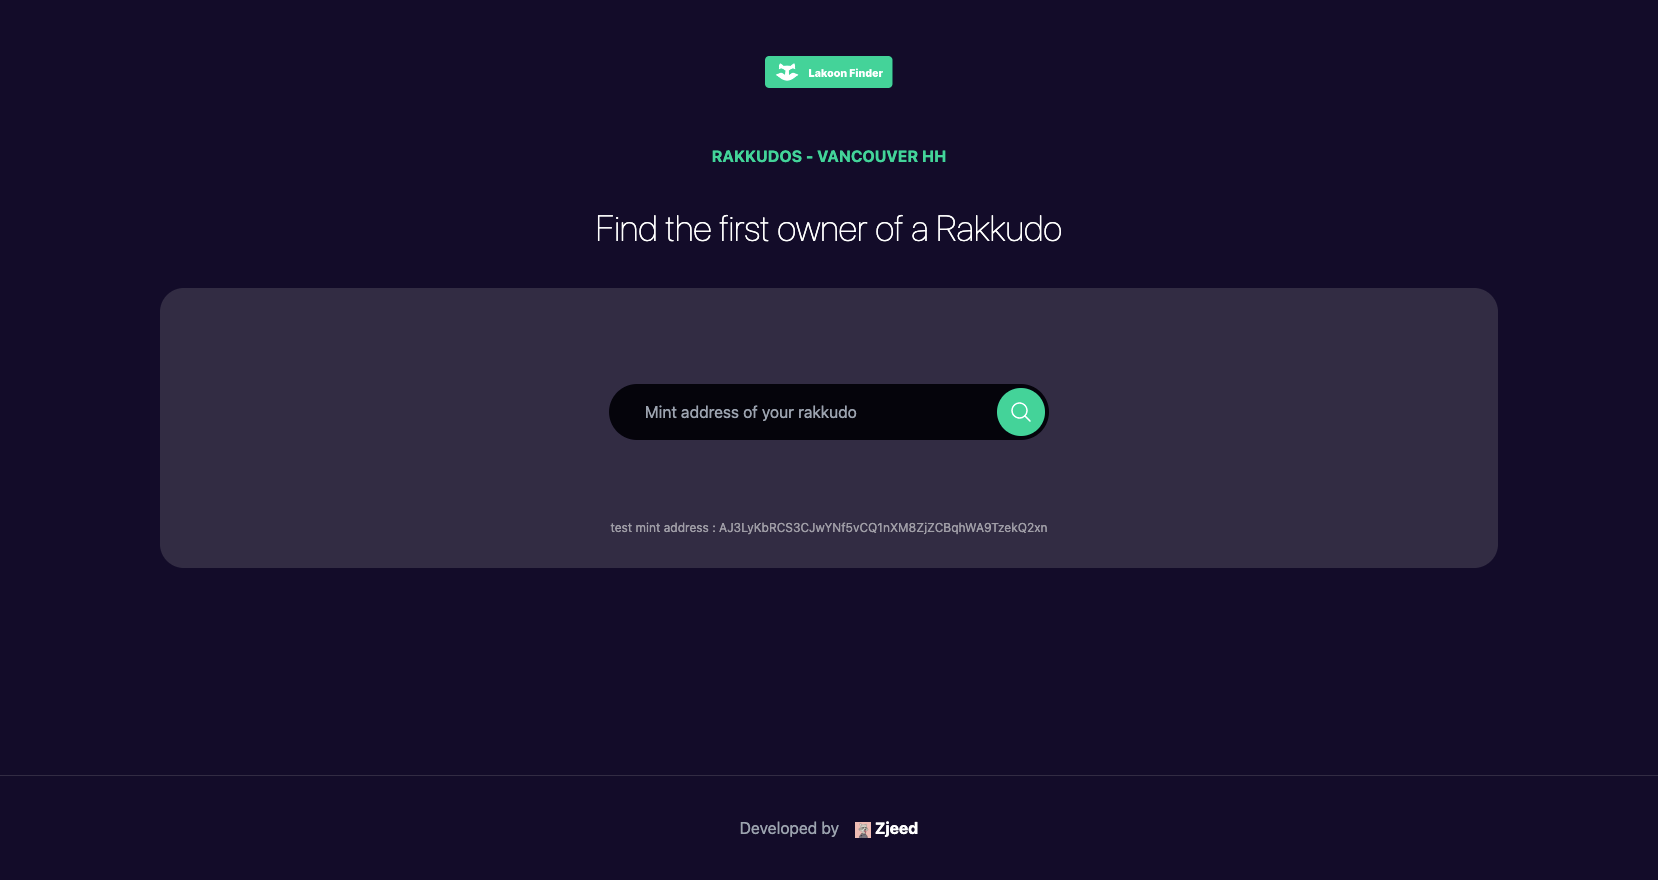 Lakoon Finder
RAKKUDOS - VANCOUVER HH
Find the first owner of a Rakkudo
Mint address of your rakkudo
test mint address : AJ3LyKbRCS3CJwYNf5vCQ1nXM8ZjZCBqhWA9TzekQ2xn
Developed by Zjeed